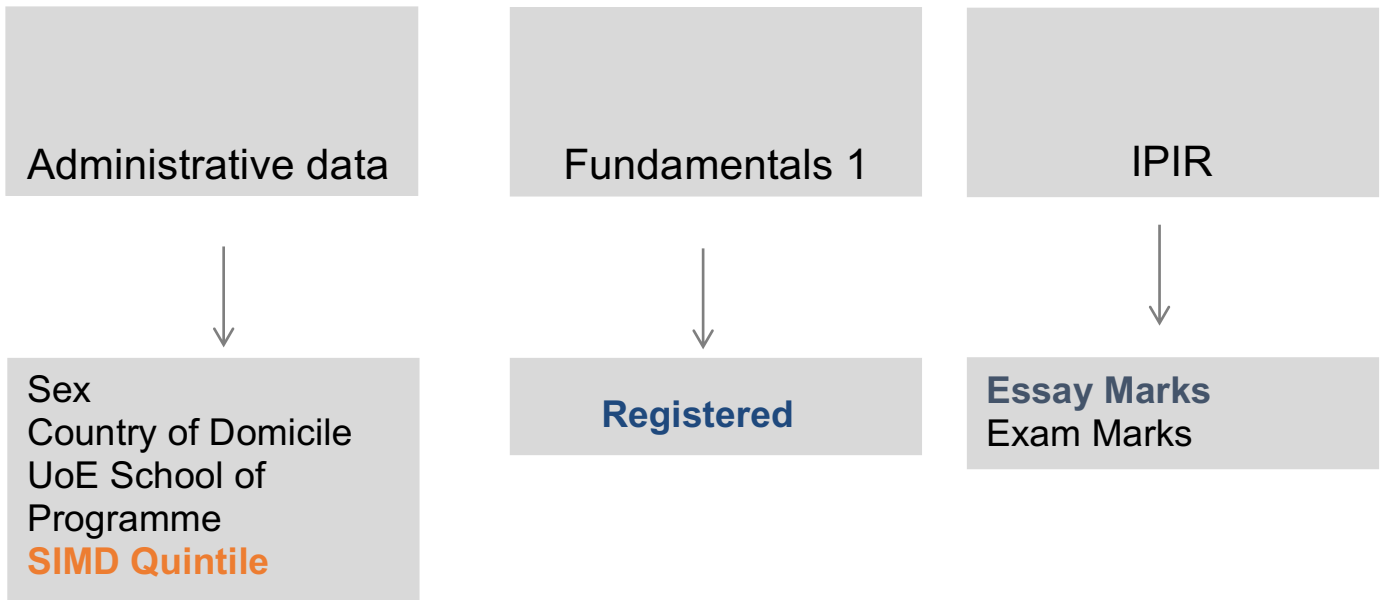 Administrative data
Fundamentals 1
IPIR
Sex
Country of Domicile
UoE School of
Programme
SIMD Quintile
Registered
Essay Marks
Exam Marks